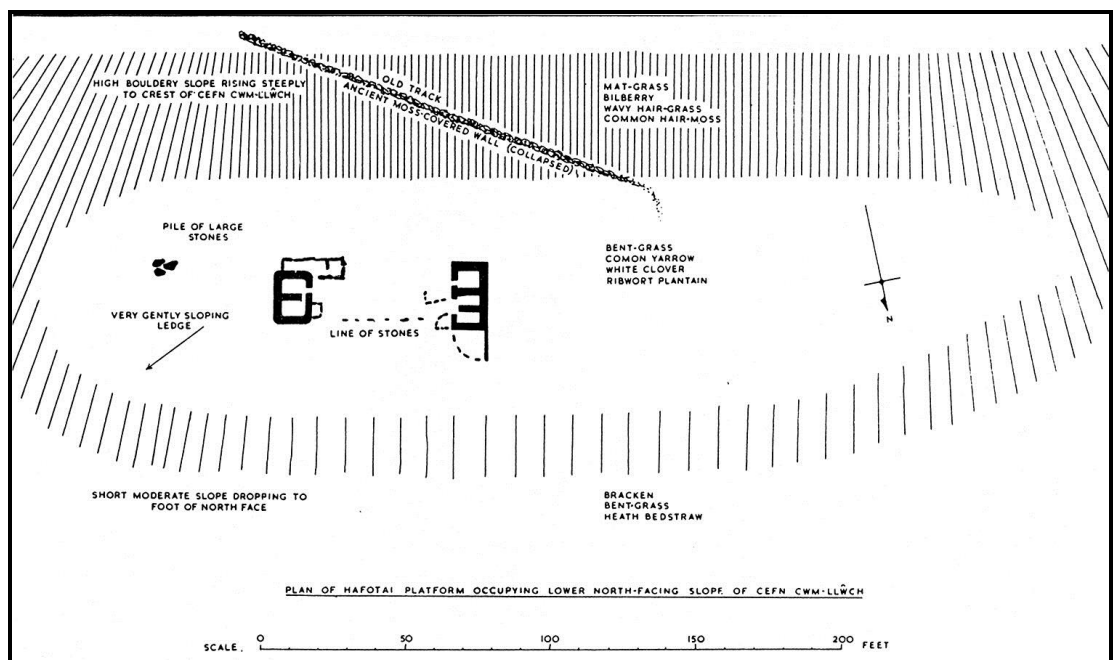 HIGH BOULDERY SLOPE RISING STEEPLY
TO CREST OF CEFN CWM-LLŴCH
OLD TRACK
ANCIENT MOSS-COVERED WALL (COLLAPSED)
MAT-GRASS
BILBERRY
WAVY HAIR-GRASS
COMMON HAIR-MOSS
PILE OF LARGE
STONES
BENT-GRASS
COMON YARROW
WHITE CLOVER
RIBWORT PLANTAIN
N
VERY GENTLY SLOPING
LEDGE
LINE OF STONES
SHORT MODERATE SLOPE DROPPING TO
FOOT OF NORTH FACE
BRACKEN
BENT-GRASS
HEATH BEDSTRAW
PLAN OF HAFOTAI PLATFORM OCCUPYING LOWER NORTH-FACING SLOPE OF CEFN CWM-LLŴCH
SCALE. 0 50 100 150 200 FEET